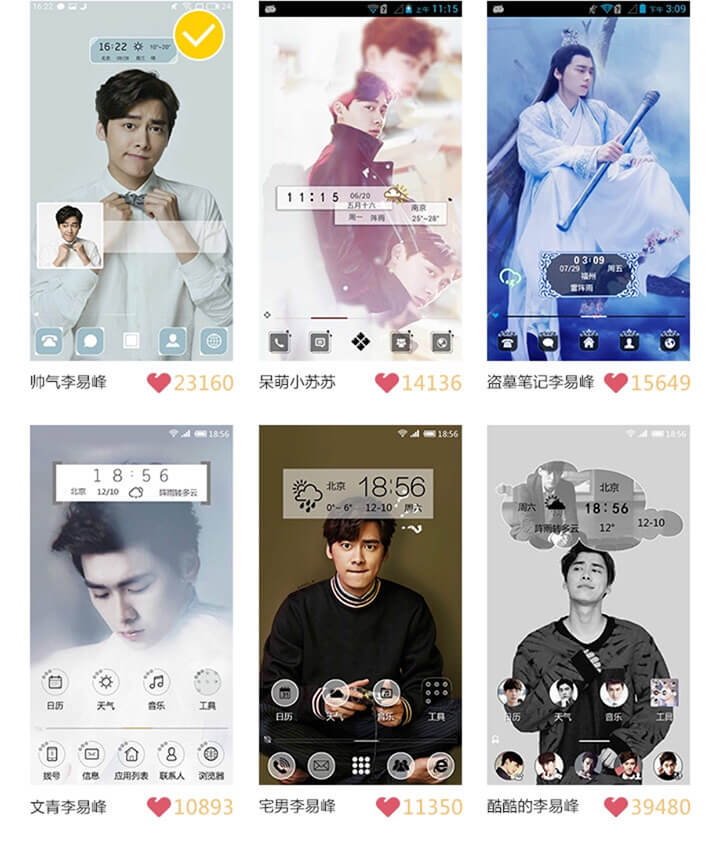 16:22
24
16:22
10°~20°
上午 11:15
11:15
06/20
五月十六
周一
阵雨
南京
25°~28°
下午 3:09
03:09
07/29
周五
福州
雷阵雨
帅气李易峰
23160
呆萌小苏苏
14136
盗墓笔记李易峰
15649
18:56
18:56
北京
12/10
阵雨转多云
日历
天气
音乐
工具
拨号
信息
应用列表
联系人
浏览器
18:56
北京
18:56
0°~ 6°
12-10
周六
日历
天气
音乐
工具
18:56
周六
北京
18:56
阵雨转多云
12°
12-10
日历
天气
音乐
工具
文青李易峰
10893
宅男李易峰
11350
酷酷的李易峰
39480